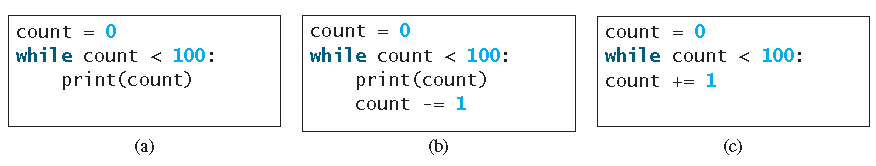 count = 0
while count < 100:
    print(count)
(a)
count = 0
while count < 100:
    print(count)
    count -= 1
(b)
count = 0
while count < 100:
count += 1
(c)